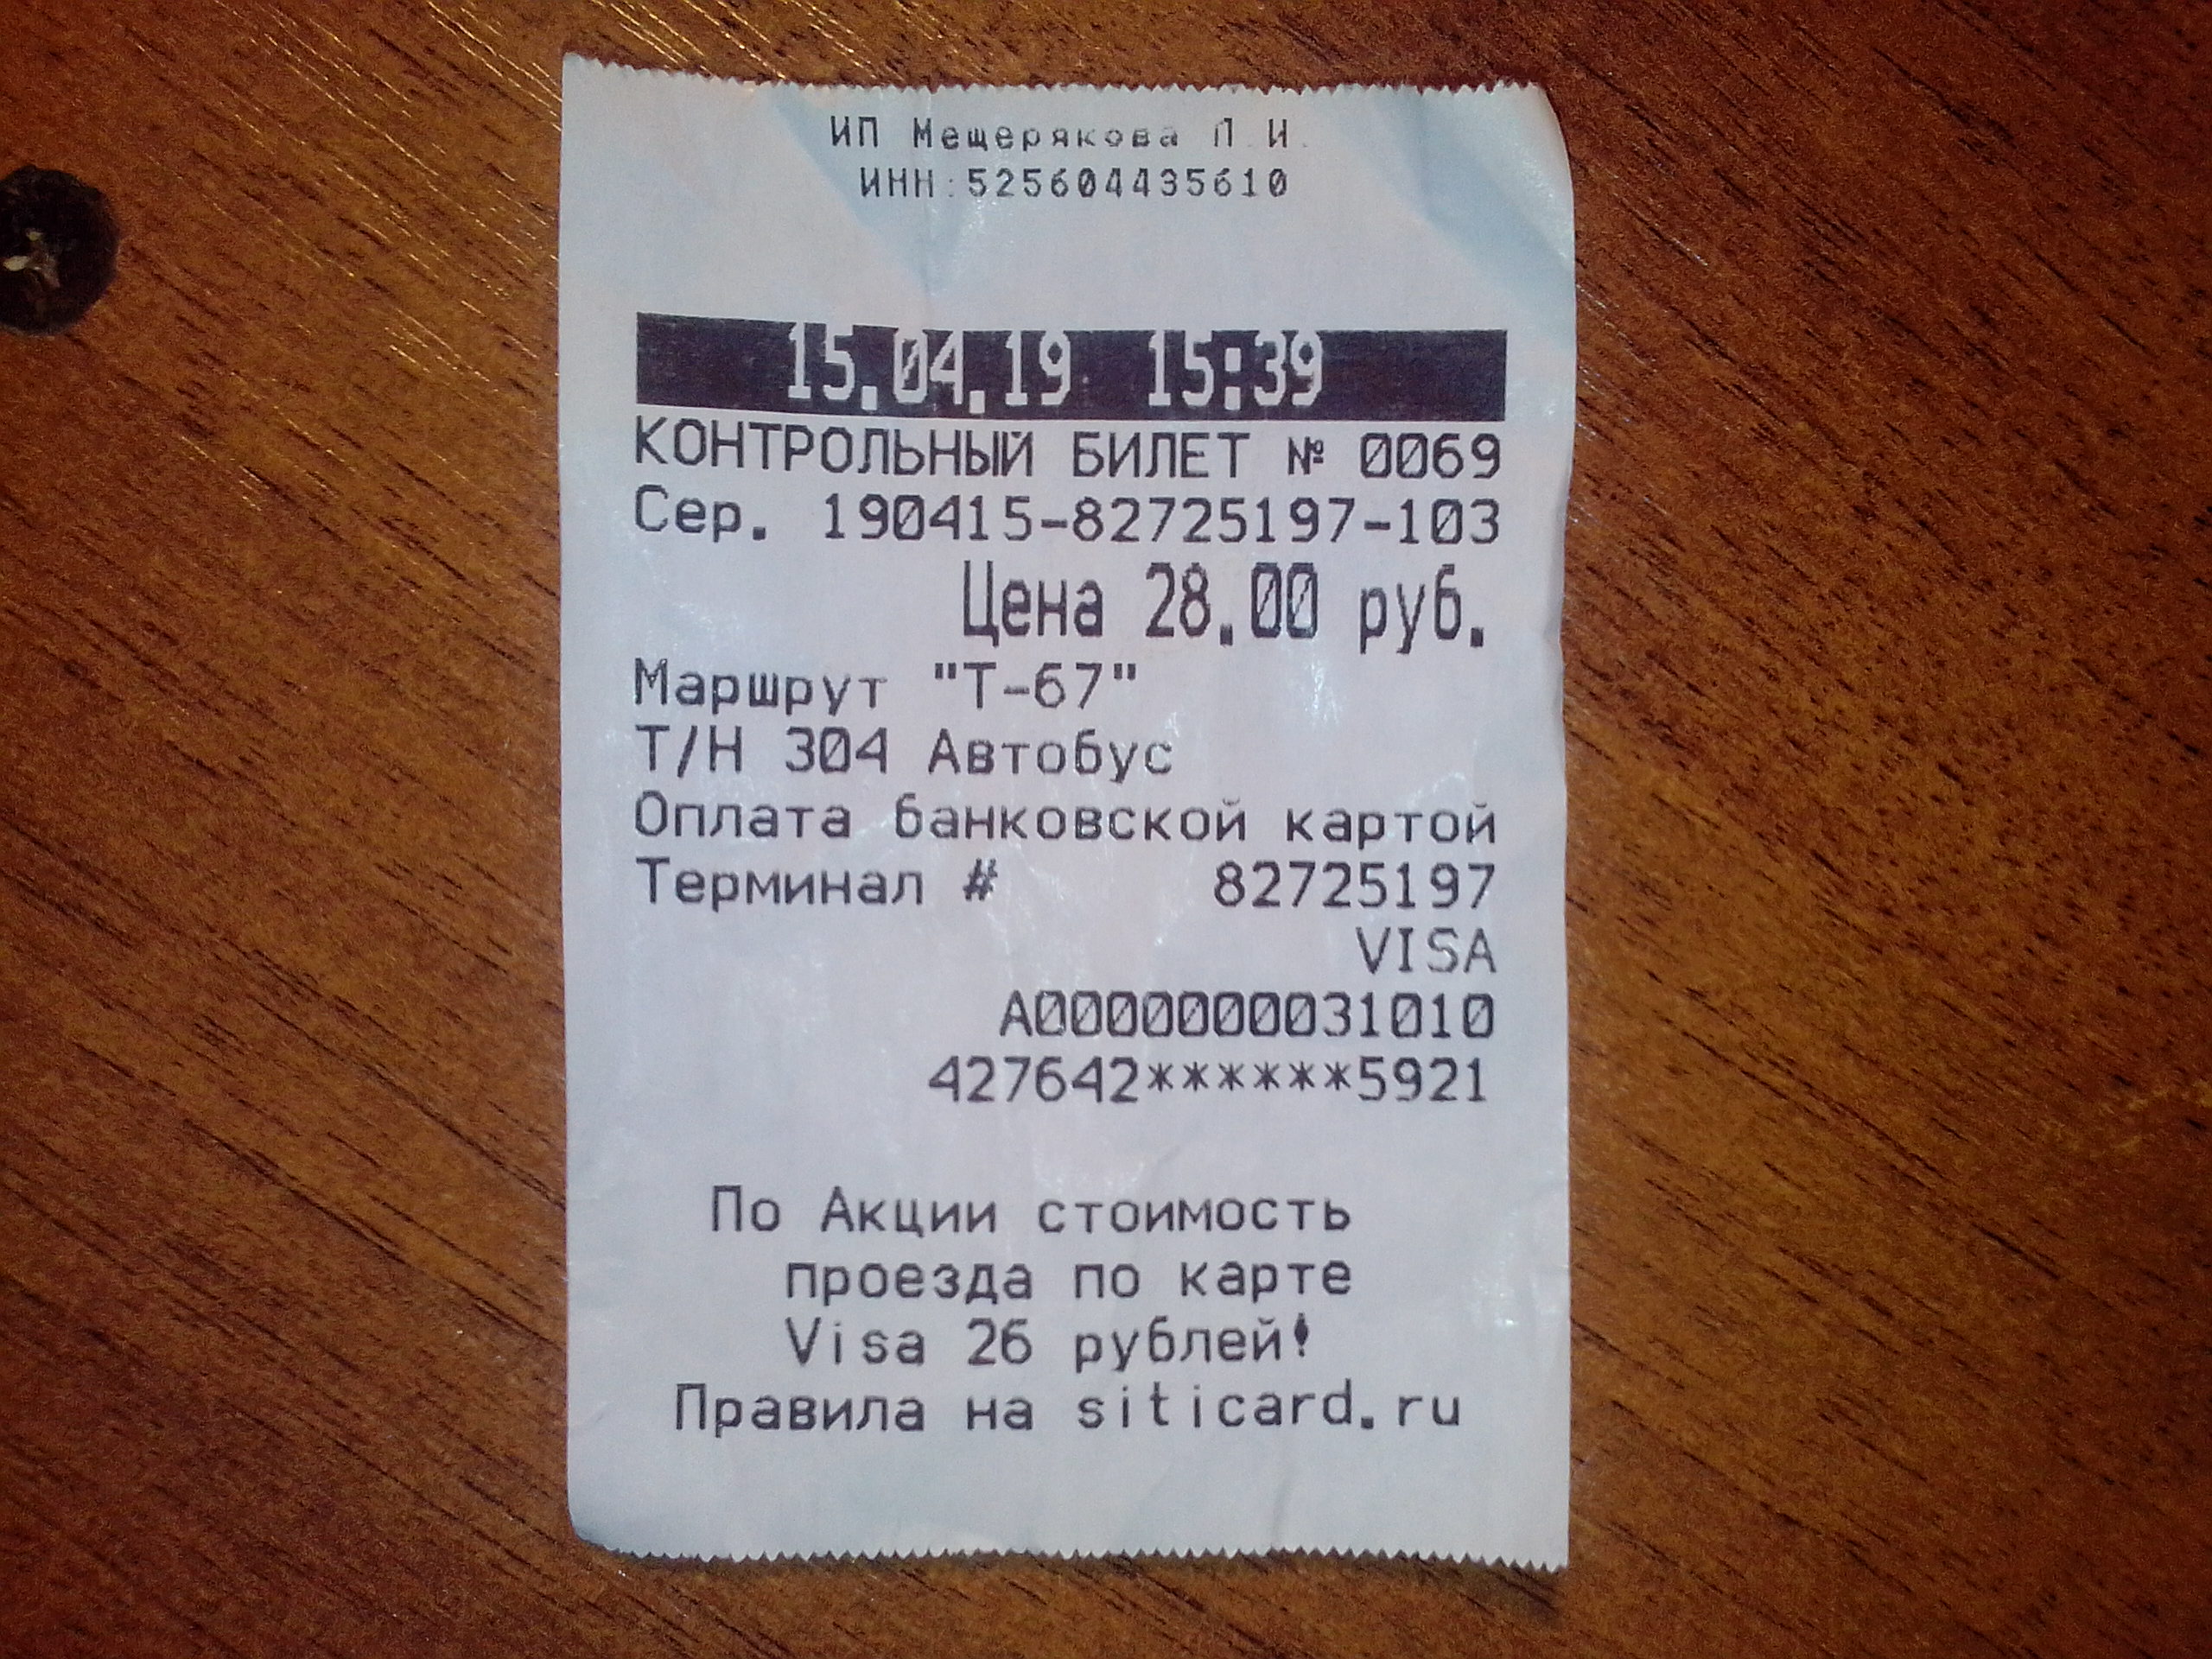 ИП Мещерякова Л.И.
ИНН:525604435610
15.04.19 15:39
КОНТРОЛЬНЫЙ БИЛЕТ № 0069
Сер. 190415-82725197-103
Цена 28.00 руб.
Маршрут "Т-67"
Т/Н 304 Автобус
Оплата банковской картой
Терминал # 82725197
VISA
A0000000031010
427642******5921
По Акции стоимость
проезда по карте
Visa 26 рублей!
Правила на siticard.ru